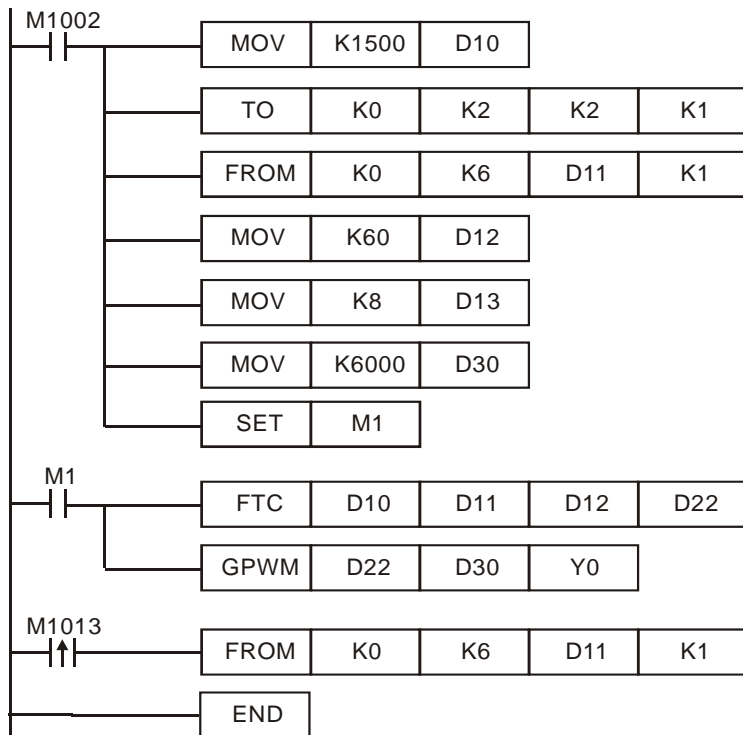 M1002
MOV K1500 D10
TO K0 K2 K2 K1
FROM K0 K6 D11 K1
MOV K60 D12
MOV K8 D13
MOV K6000 D30
SET M1
M1
FTC D10 D11 D12 D22
GPWM D22 D30 Y0
M1013
FROM K0 K6 D11 K1
END